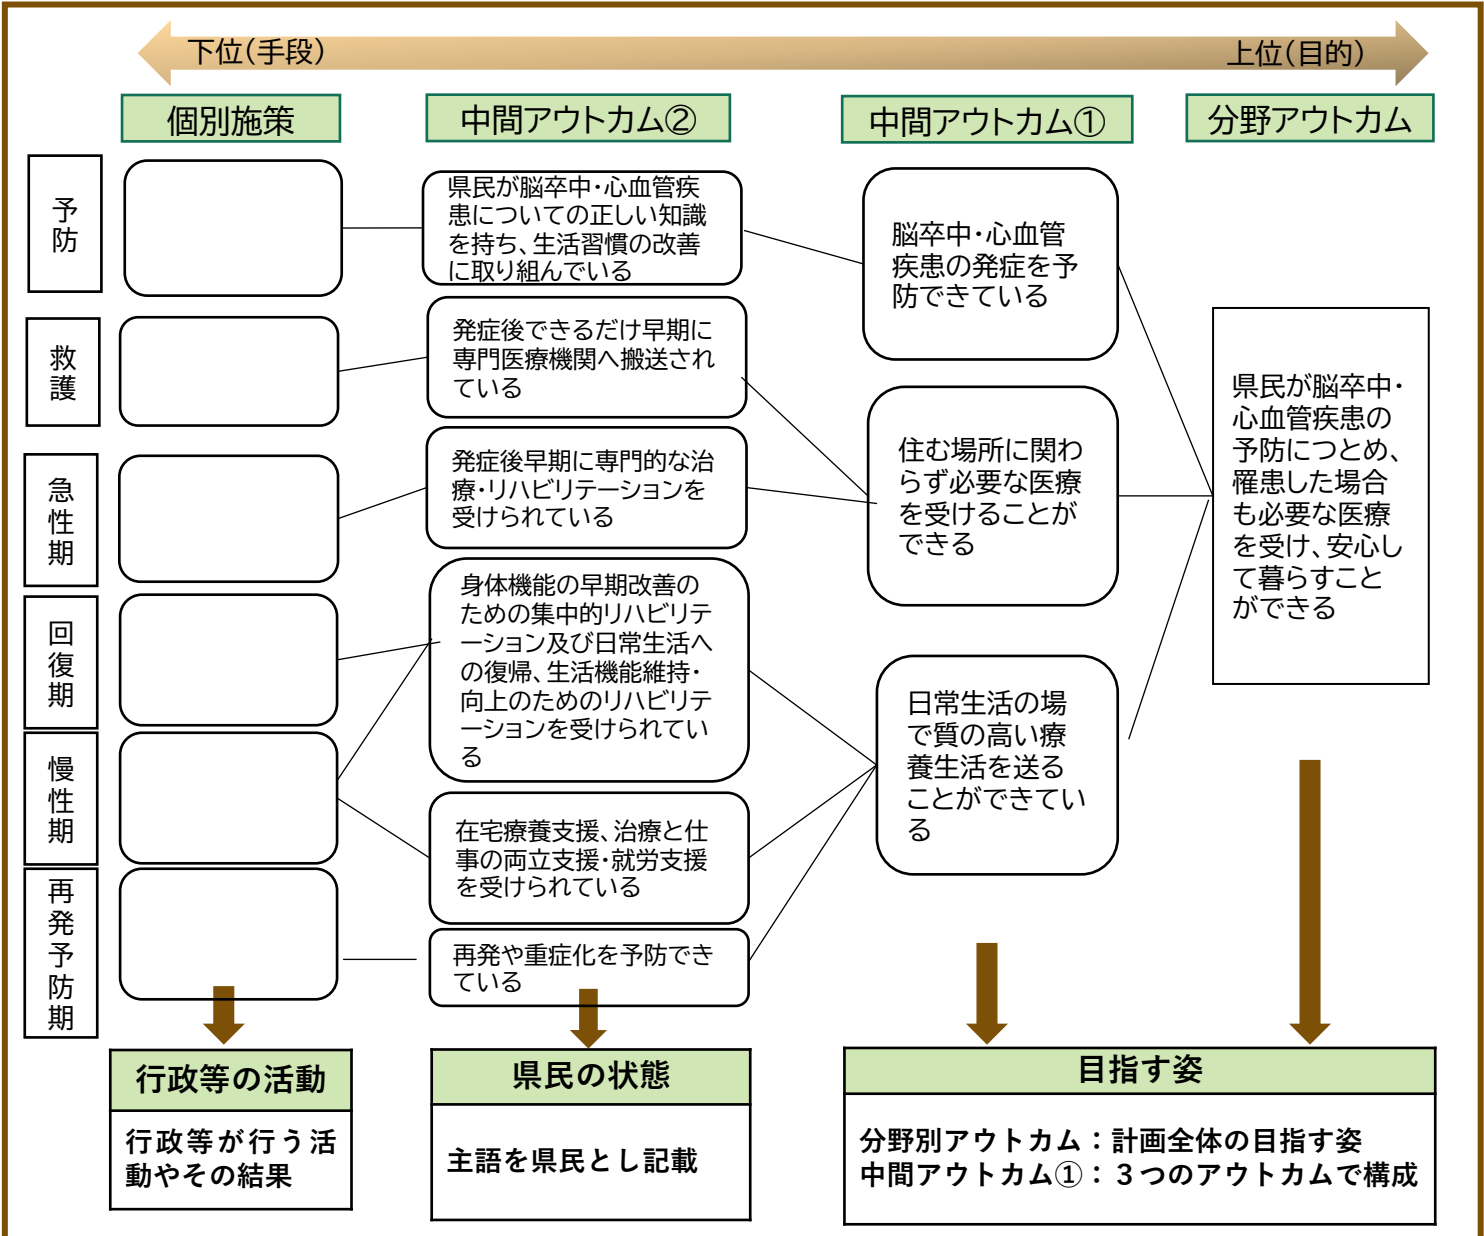 下位(手段)
上位(目的)
個別施策
中間アウトカム②
中間アウトカム①
分野アウトカム
予防
県民が脳卒中・心血管疾
患についての正しい知識
を持ち、生活習慣の改善
に取り組んでいる
脳卒中・心血管
疾患の発症を予
防できている
救護
発症後できるだけ早期に
専門医療機関へ搬送され
ている
県民が脳卒中・
心血管疾患の
予防につとめ、
罹患した場合
も必要な医療
を受け、安心し
て暮らすこと
ができる
急性期
発症後早期に専門的な治
療・リハビリテーションを
受けられている
住む場所に関わ
らず必要な医療
を受けることが
できる
回復期
身体機能の早期改善の
ための集中的リハビリテ
ーション及び日常生活へ
の復帰、生活機能維持・
向上のためのリハビリテ
ーションを受けられてい
る
日常生活の場
で質の高い療
養生活を送る
ことができてい
る
慢性期
在宅療養支援、治療と仕
事の両立支援・就労支援
を受けられている
再発予防期
再発や重症化を予防でき
ている
行政等の活動
行政等が行う活
動やその結果
県民の状態
主語を県民とし記載
目指す姿
分野別アウトカム：計画全体の目指す姿
中間アウトカム①：３つのアウトカムで構成